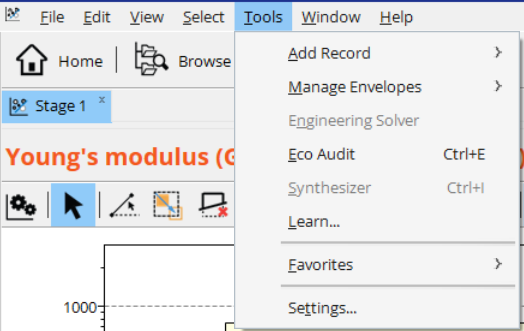 File Edit View Select Tools Window Help
Home Browse
Stage 1 x
Young's modulus (G
)
1000
Add Record
Manage Envelopes
Engineering Solver
Eco Audit Ctrl+E
Synthesizer Ctrl+I
Learn...
Favorites
Settings...